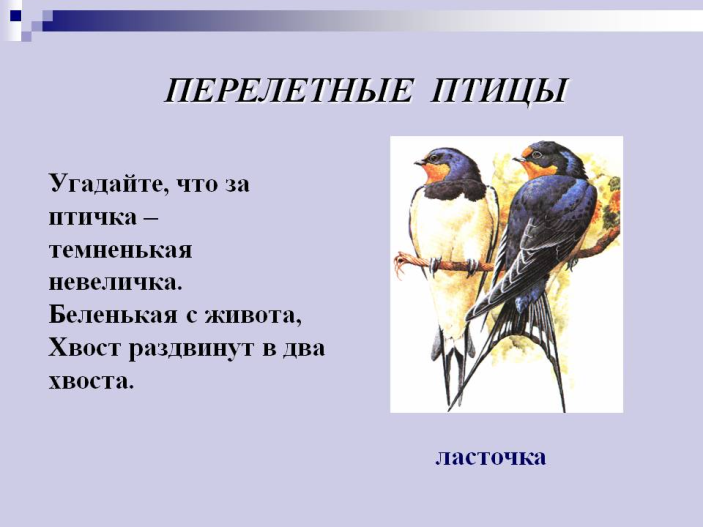 ПЕРЕЛЕТНЫЕ ПТИЦЫ
Угадайте, что за
птичка –
темненькая
невеличка.
Беленькая с живота,
Хвост раздвинут в два
хвоста.
ласточка